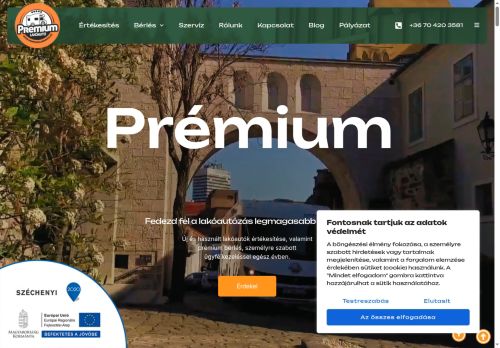 Prémium
LAKÓAUTÓ
Értékesítés
Bérlés
Szerviz
Rólunk
Kapcsolat
Blog
Pályázat
+36 70 420 3581
Prémium
Fedezd fel a lakóautózás legmagasabb
Új és használt lakóautók értékesítése, valamint
prémium bérlés, személyre szabott
ügyfélkezeléssel egész évben.
Érdekel
Fontosnak tartjuk az adatok
védelmét
A böngészési élmény fokozása, a személyre
szabott hirdetések vagy tartalmak
megjelenítése, valamint a forgalom elemzése
érdekében sütiket (cookie) használunk. A
"Mindet elfogadom" gombra kattintva
hozzájárulhat a sütik használatához.
Testreszabás
Elutasít
Az összes elfogadása
SZÉCHENYI
2020
MAGYARORSZÁG
KORMÁNYA
Európai Unió
Európai Regionális
Fejlesztési Alap
BEFEKTETÉS A JÖVŐBE